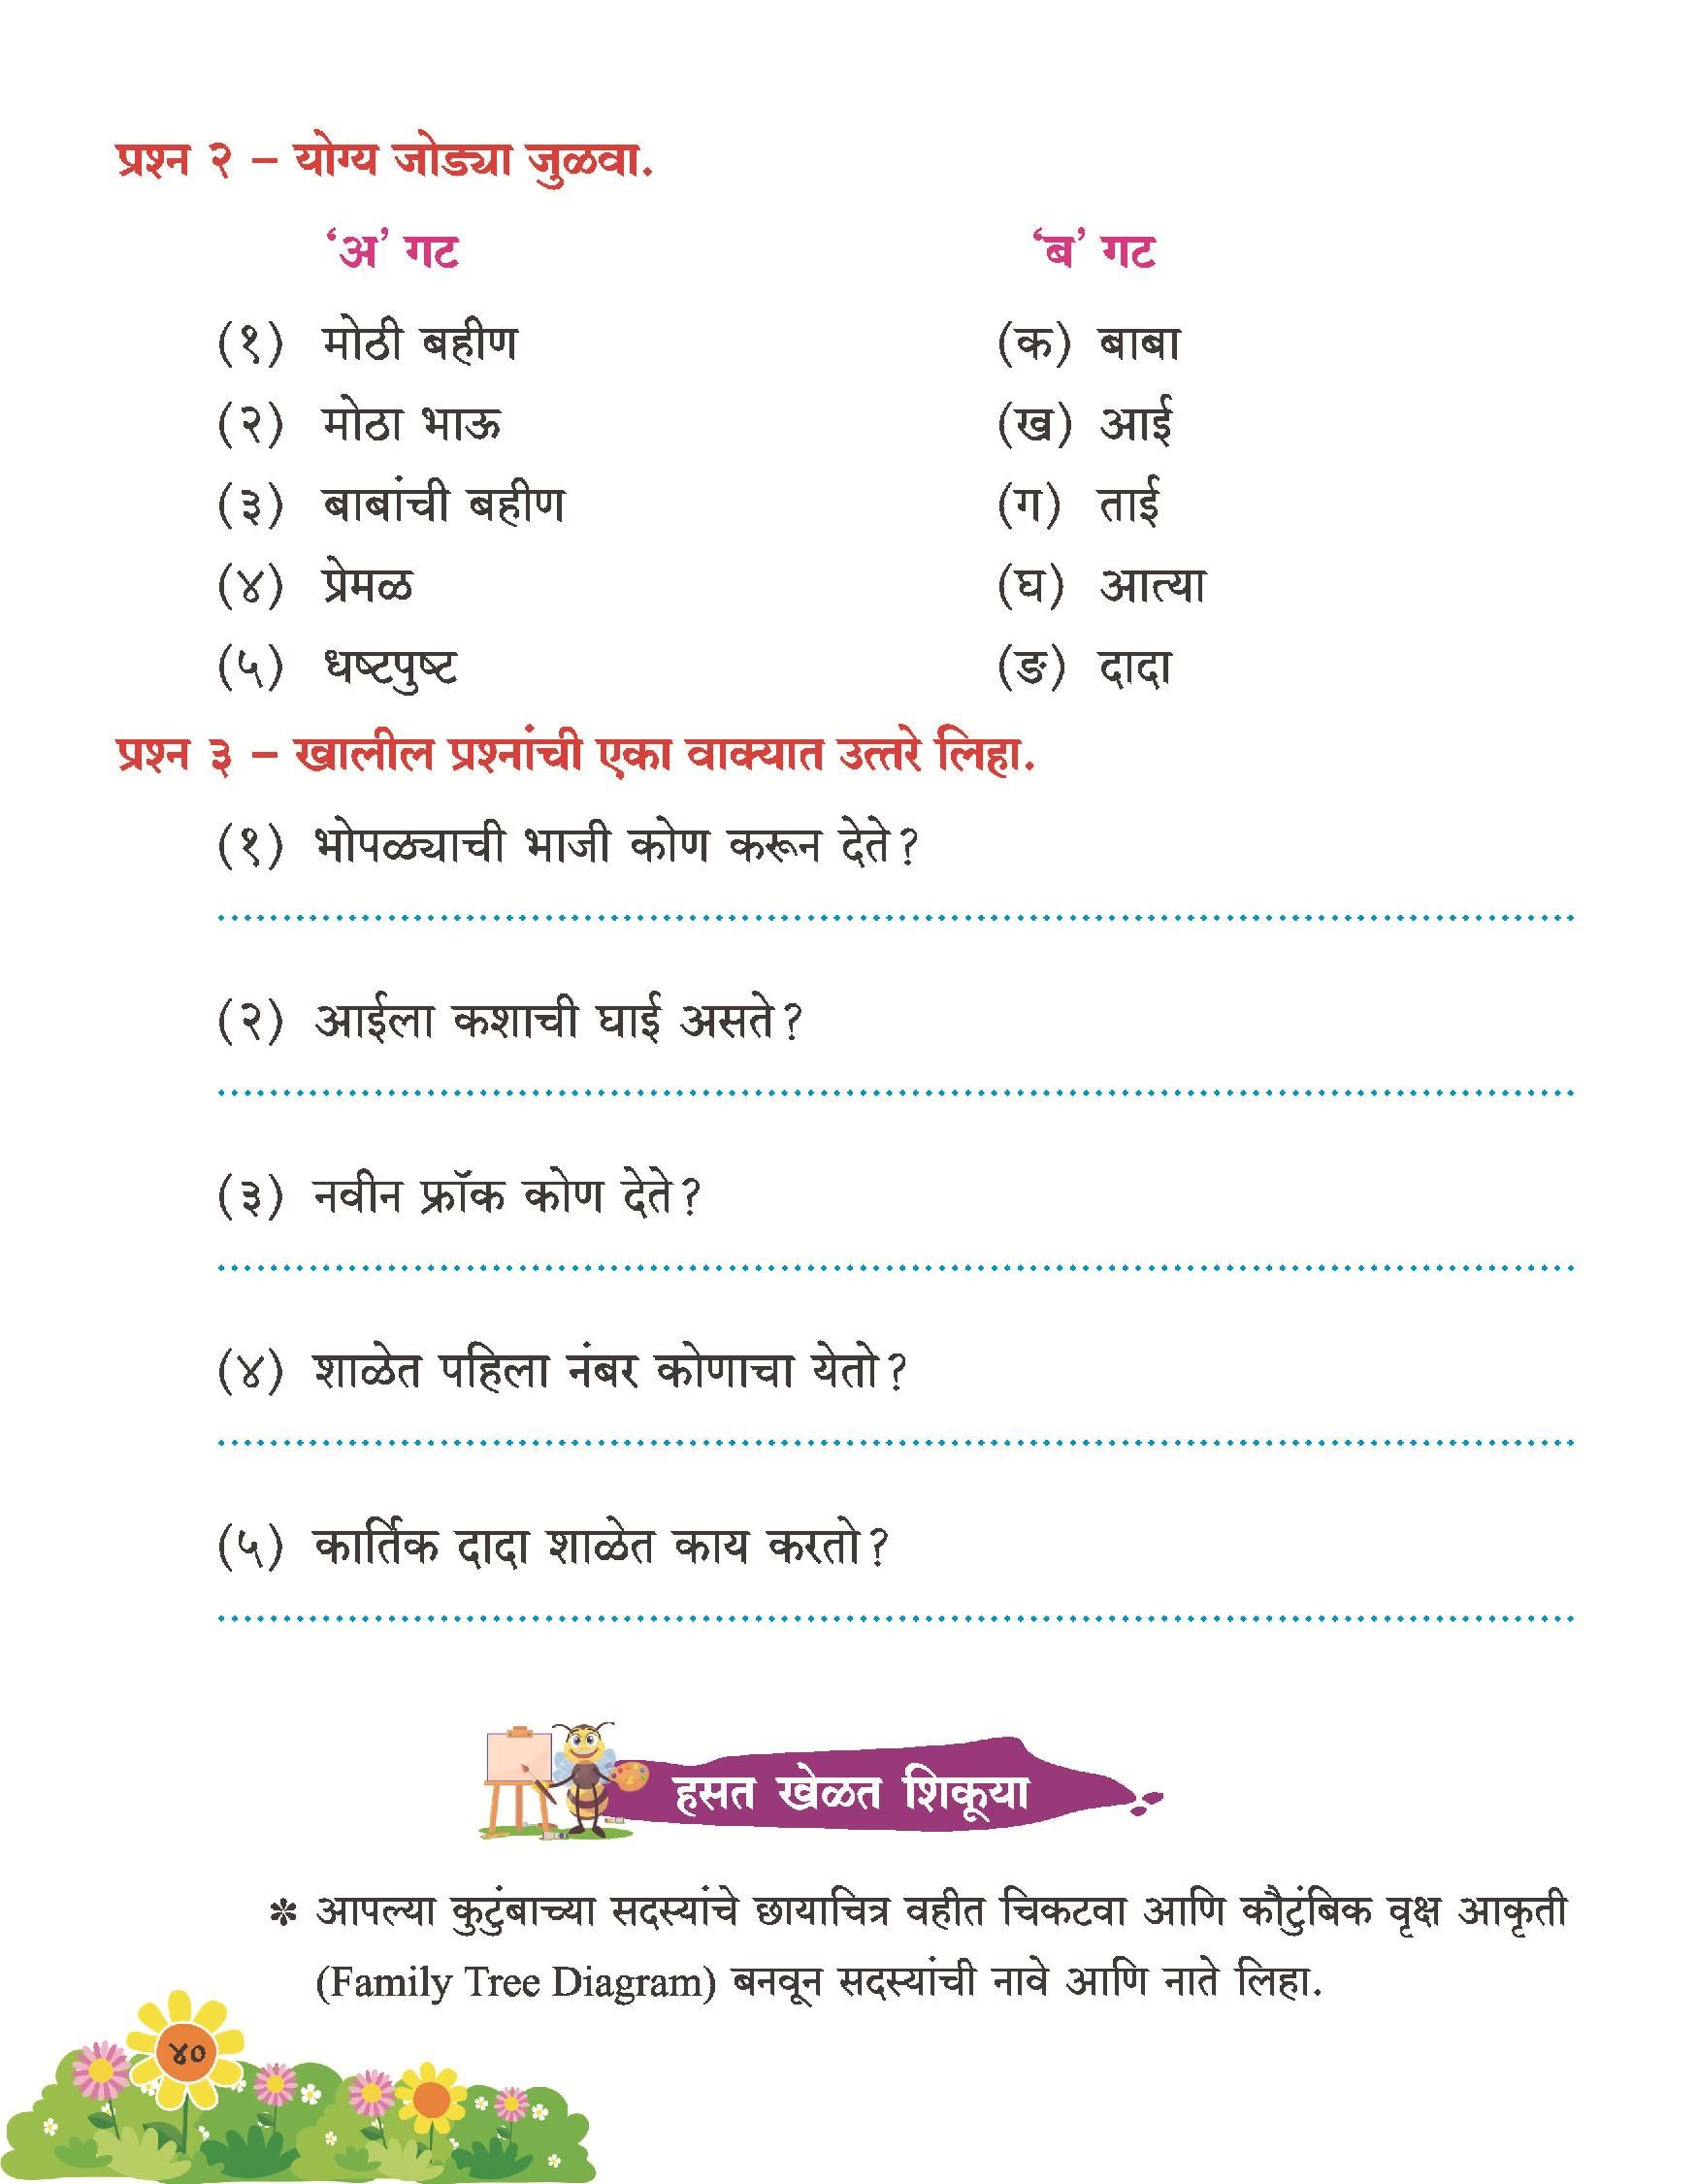 प्रश्न २ – योग्य जोड्या जुळवा.
‘अ’ गट ‘ब’ गट
(१) मोठी बहीण (क) बाबा
(२) मोठा भाऊ (ख) आई
(३) बाबांची बहीण (ग) ताई
(४) प्रेमळ (घ) आत्या
(५) धष्टपुष्ट (ङ) दादा
प्रश्न ३ – खालील प्रश्नांची एका वाक्यात उत्तरे लिहा.
(१) भोपळ्याची भाजी कोण करून देते?
(२) आईला कशाची घाई असते?
(३) नवीन फ्रॉक कोण देते?
(४) शाळेत पहिला नंबर कोणाचा येतो?
(५) कार्तिक दादा शाळेत काय करतो?
हसत खेळत शिकूया
* आपल्या कुटुंबाच्या सदस्यांचे छायाचित्र वहीत चिकटवा आणि कौटुंबिक वृक्ष आकृती
(Family Tree Diagram) बनवून सदस्यांची नावे आणि नाते लिहा.
४०